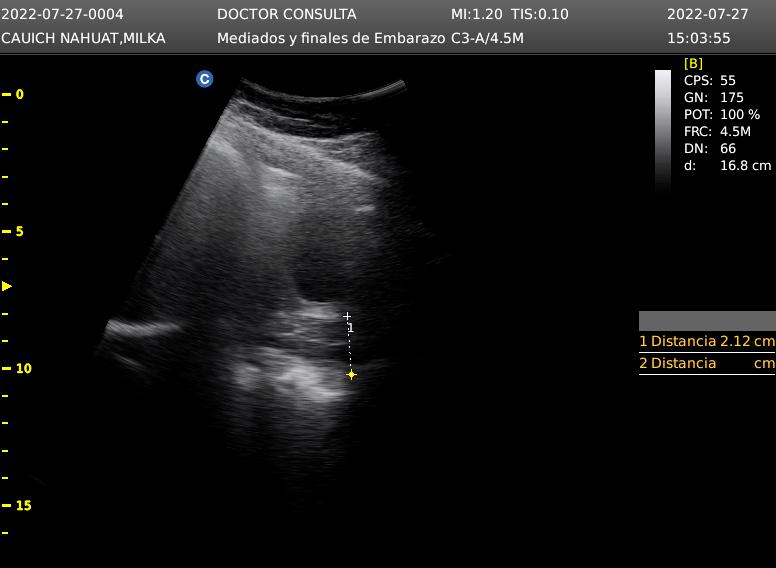 2022-07-27-0004 DOCTOR CONSULTA MI:1.20 TIS:0.10 2022-07-27
CAUICH NAHUAT,MILKA Mediados y finales de Embarazo C3-A/4.5M 15:03:55
C
[B]
CPS: 55
GN: 175
POT: 100 %
FRC: 4.5M
DN: 66
d: 16.8 cm
0
5
10
15
1
1 Distancia 2.12 cm
2 Distancia cm